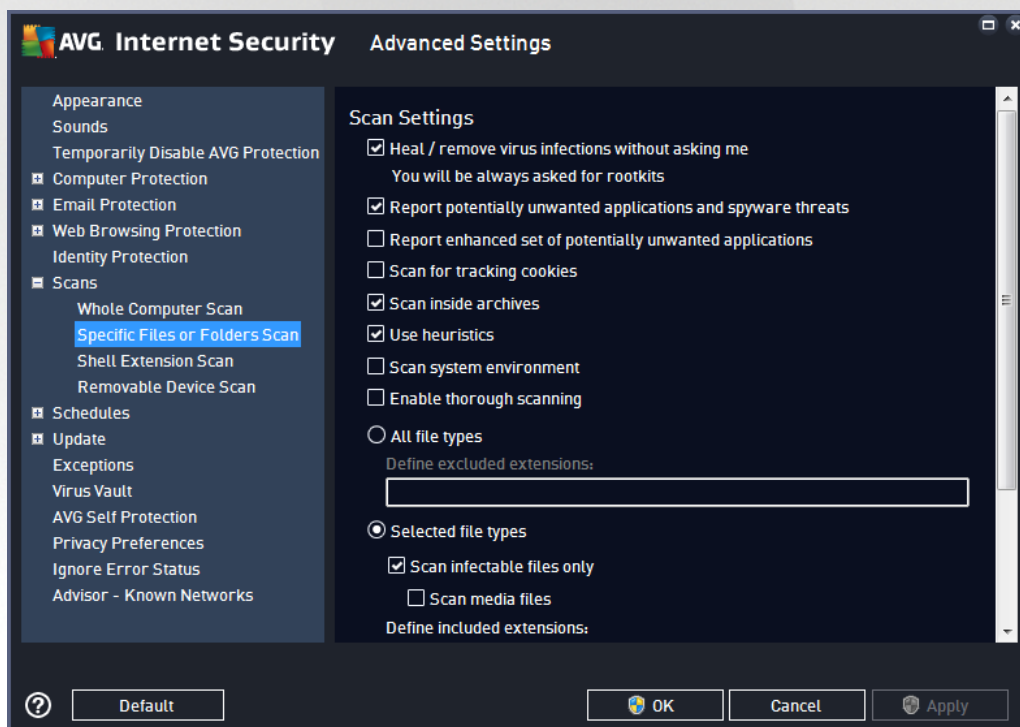 AVG. Internet Security Advanced Settings
Appearance
Sounds
Temporarily Disable AVG Protection
Computer Protection
Email Protection
Web Browsing Protection
Identity Protection
Scans
Whole Computer Scan
Specific Files or Folders Scan
Shell Extension Scan
Removable Device Scan
Schedules
Update
Exceptions
Virus Vault
AVG Self Protection
Privacy Preferences
Ignore Error Status
Advisor - Known Networks
Scan Settings
Heal / remove virus infections without asking me
You will be always asked for rootkits
Report potentially unwanted applications and spyware threats
Report enhanced set of potentially unwanted applications
Scan for tracking cookies
Scan inside archives
Use heuristics
Scan system environment
Enable thorough scanning
All file types
Define excluded extensions:
Selected file types
Scan infectable files only
Scan media files
Define included extensions:
Default
OK
Cancel
Apply